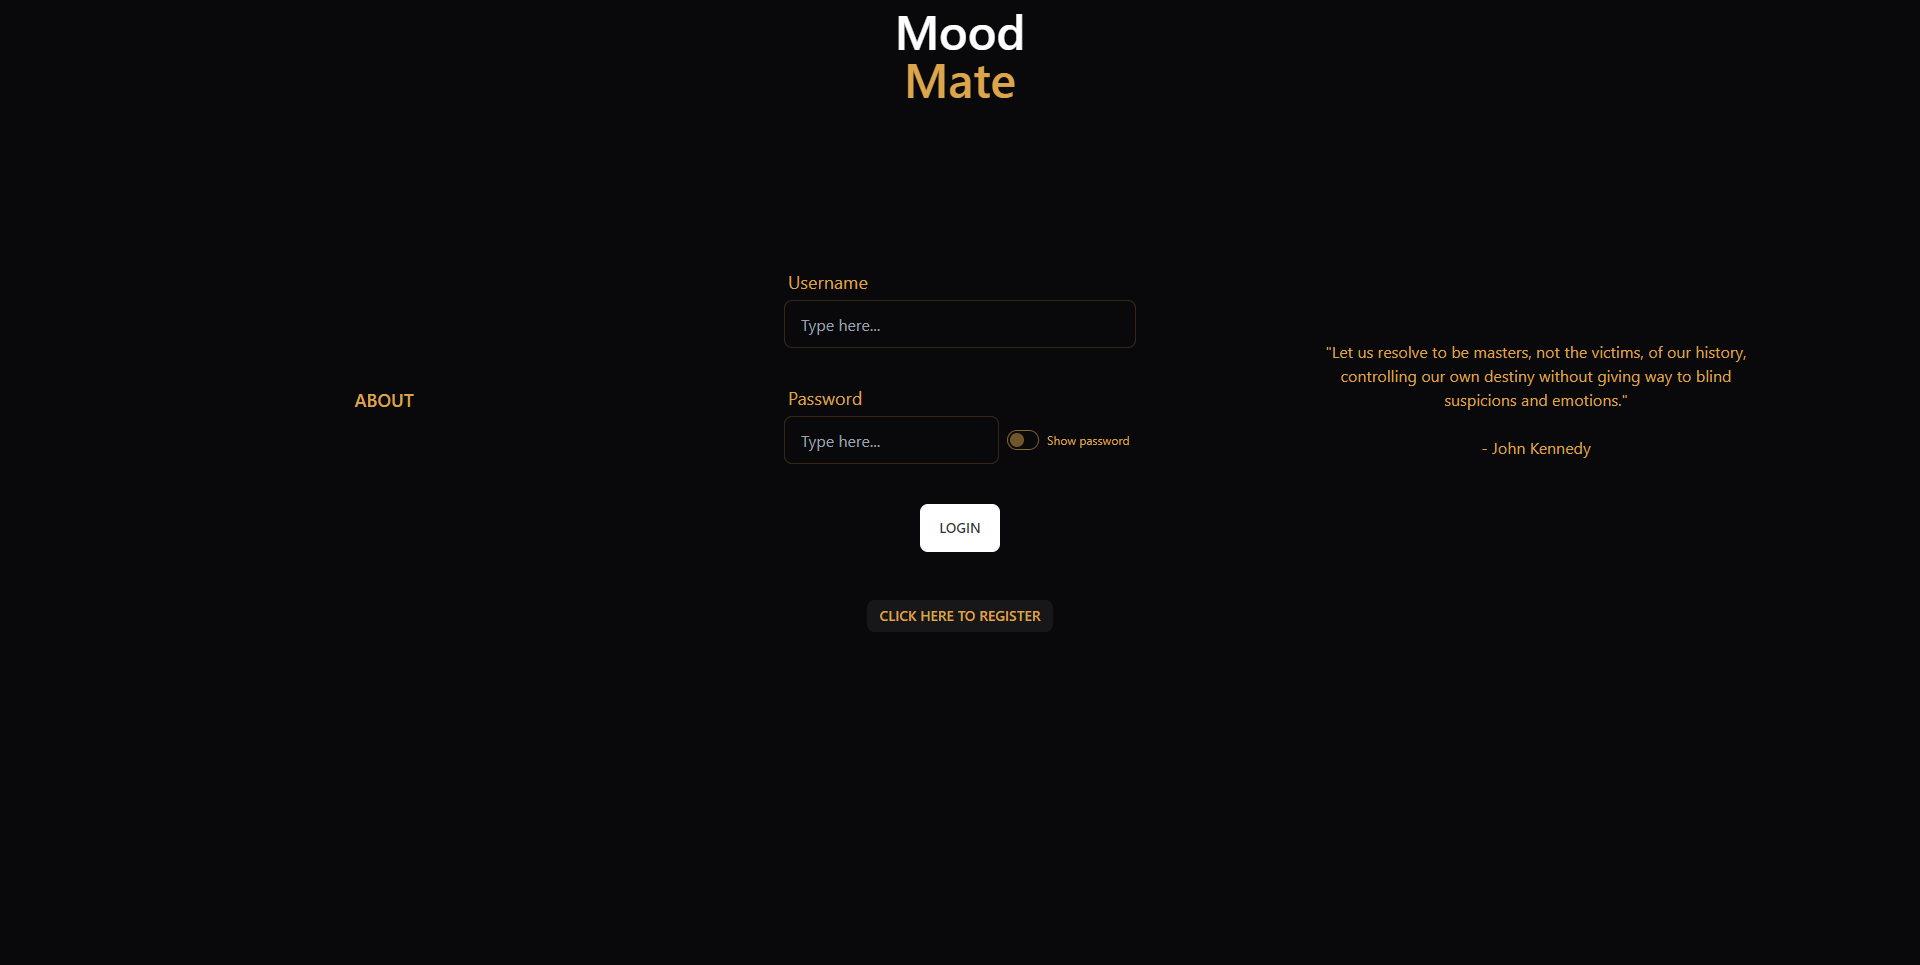 Mood
Mate
ABOUT
Username
Type here...
Password
Type here...
Show password
LOGIN
CLICK HERE TO REGISTER
"Let us resolve to be masters, not the victims, of our history,
controlling our own destiny without giving way to blind
suspicions and emotions."
- John Kennedy